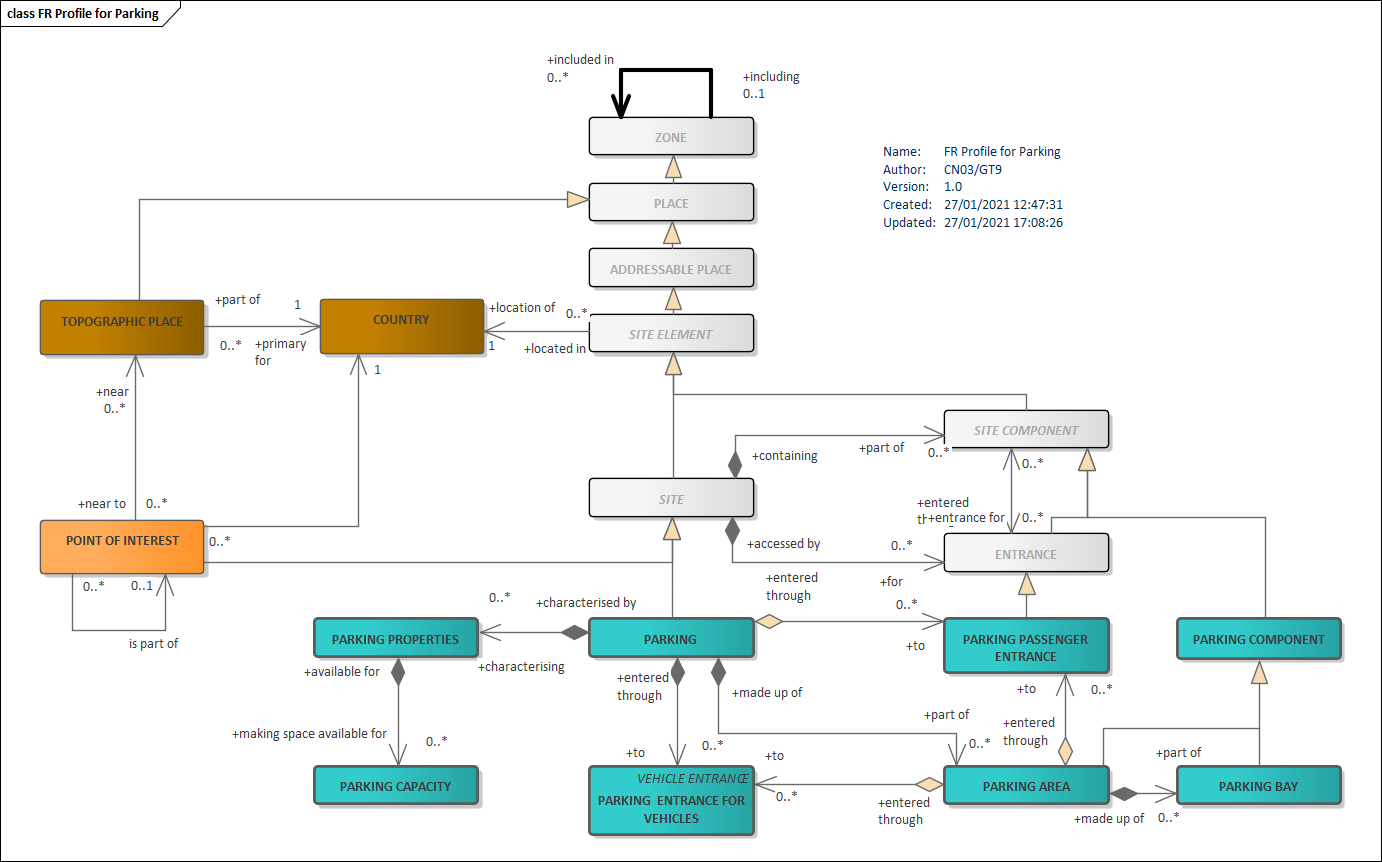 class FR Profile for Parking
+included in
0..*
+including
0..1
ZONE
Name: FR Profile for Parking
Author: CN03/GT9
Version: 1.0
Created: 27/01/2021 12:47:31
Updated: 27/01/2021 17:08:26
PLACE
ADDRESSABLE PLACE
+part of
1
0..*
+primary
for
TOPOGRAPHIC PLACE
COUNTRY
+location of
0..*
1
+located in
SITE ELEMENT
1
+near
0..*
SITE COMPONENT
+containing
+part of
0..*
0..*
+near to
0..*
SITE
+entered
+entrance for
0..*
POINT OF INTEREST
0..*
+accessed by
0..*
ENTRANCE
0..*
0..1
is part of
+entered
through
+for
0..*
+to
0..*
+characterised by
+characterising
PARKING PROPERTIES
PARKING
PARKING PASSENGER
ENTRANCE
PARKING COMPONENT
+available for
+making space available for
0..*
+entered
through
+to
0..*
+made up of
+part of
0..*
+to
0..*
+entered
through
+part of
PARKING CAPACITY
VEHICLE ENTRANCE
PARKING ENTRANCE FOR
VEHICLES
+to
0..*
+entered
through
PARKING AREA
+made up of
0..*
PARKING BAY